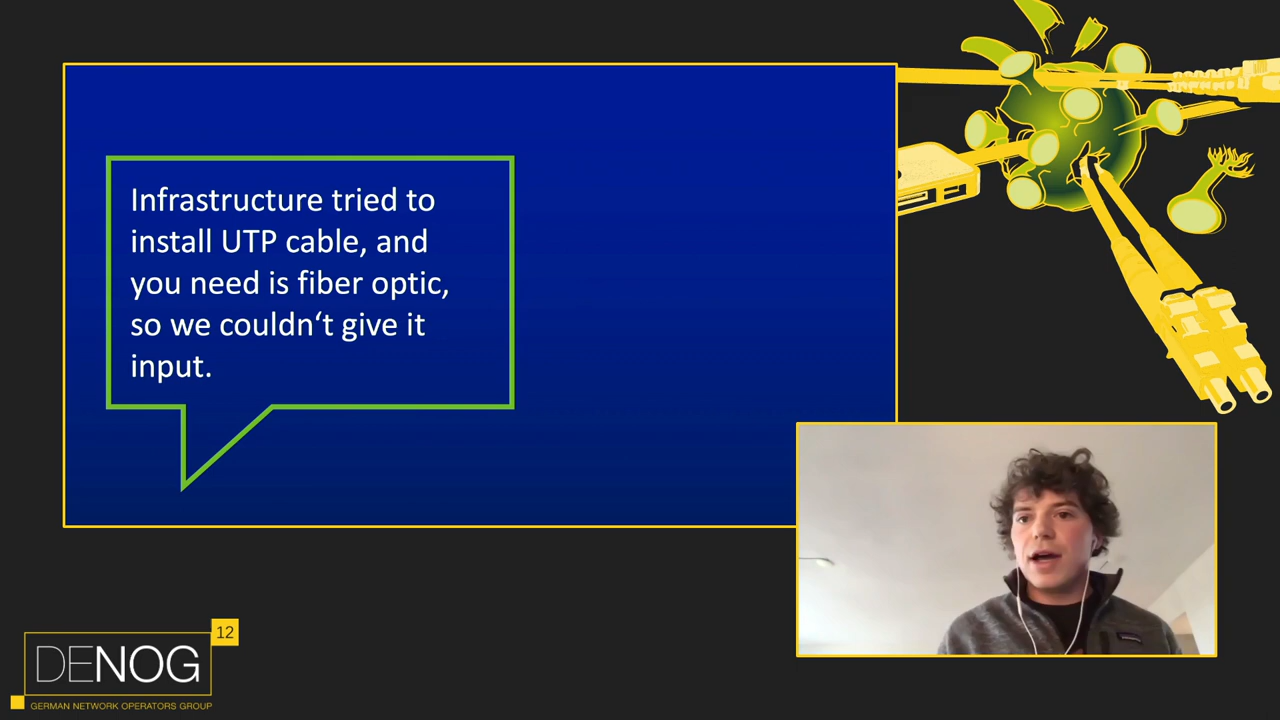 Infrastructure tried to
install UTP cable, and
you need is fiber optic,
so we couldn‘t give it
input.
12
DENOG
GERMAN NETWORK OPERATORS GROUP